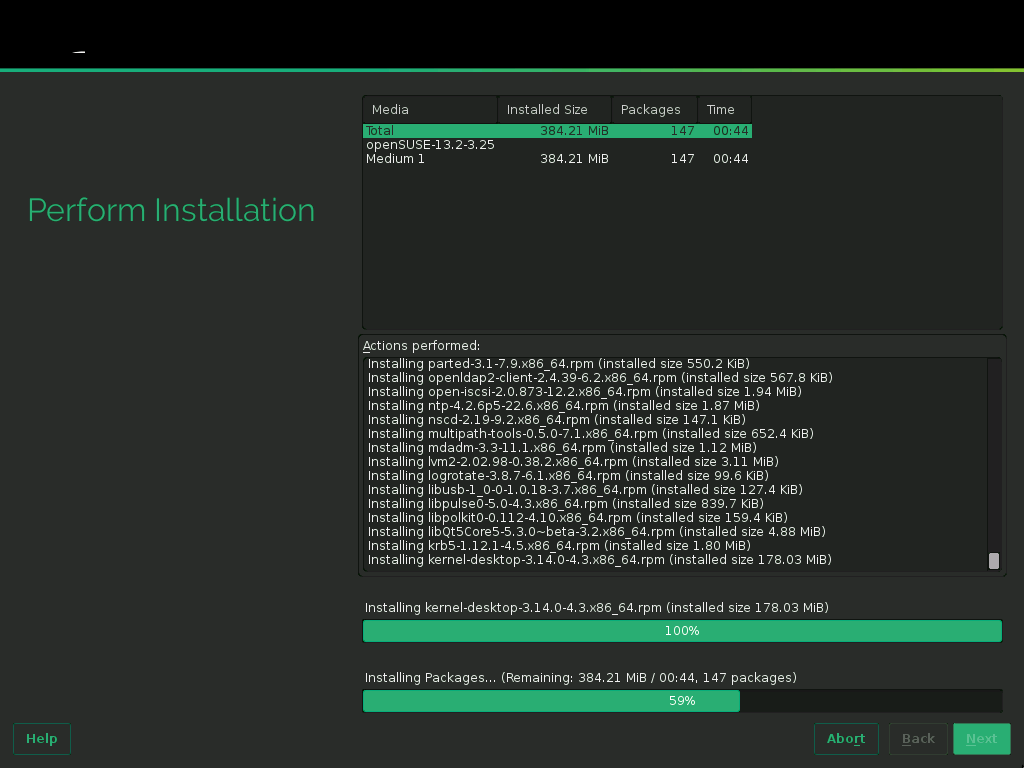 Media Installed Size Packages Time
Total 384.21 MiB 147 00:44
openSUSE-13.2-3.25
Medium 1 384.21 MiB 147 00:44
Perform Installation
Actions performed:
Installing parted-3.1-7.9.x86_64.rpm (installed size 550.2 KiB)
Installing openldap2-client-2.4.39-6.2.x86_64.rpm (installed size 567.8 KiB)
Installing open-iscsi-2.0.873-12.2.x86_64.rpm (installed size 1.94 MiB)
Installing ntp-4.2.6p5-22.6.x86_64.rpm (installed size 1.87 MiB)
Installing nscd-2.19-9.2.x86_64.rpm (installed size 147.1 KiB)
Installing multipath-tools-0.5.0-7.1.x86_64.rpm (installed size 652.4 KiB)
Installing mdadm-3.3-11.1.x86_64.rpm (installed size 1.12 MiB)
Installing lvm2-2.02.98-0.38.2.x86_64.rpm (installed size 3.11 MiB)
Installing logrotate-3.8.7-6.1.x86_64.rpm (installed size 99.6 KiB)
Installing libusb-1_0-0-1.0.18-3.7.x86_64.rpm (installed size 127.4 KiB)
Installing libpulse0-5.0-4.3.x86_64.rpm (installed size 839.7 KiB)
Installing libpolkit0-0.112-4.10.x86_64.rpm (installed size 159.4 KiB)
Installing libQt5Core5-5.3.0~beta-3.2.x86_64.rpm (installed size 4.88 MiB)
Installing krb5-1.12.1-4.5.x86_64.rpm (installed size 1.80 MiB)
Installing kernel-desktop-3.14.0-4.3.x86_64.rpm (installed size 178.03 MiB)
Installing kernel-desktop-3.14.0-4.3.x86_64.rpm (installed size 178.03 MiB)
100%
Installing Packages... (Remaining: 384.21 MiB / 00:44, 147 packages)
59%
Help Abort Back Next